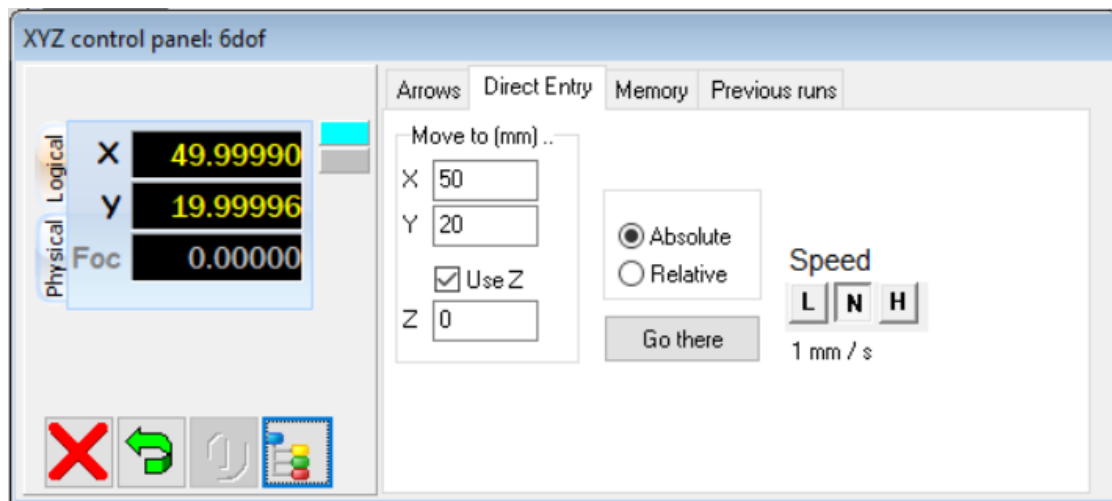 XYZ control panel: 6dof
Logical
Physical
X 49.99990
y 19.99996
Foc 0.00000
Arrows Direct Entry Memory Previous runs
Move to (mm) ..
X 50
Y 20
Use Z
Z 0
Absolute
Relative
Go there
Speed
L N H
1 mm / s